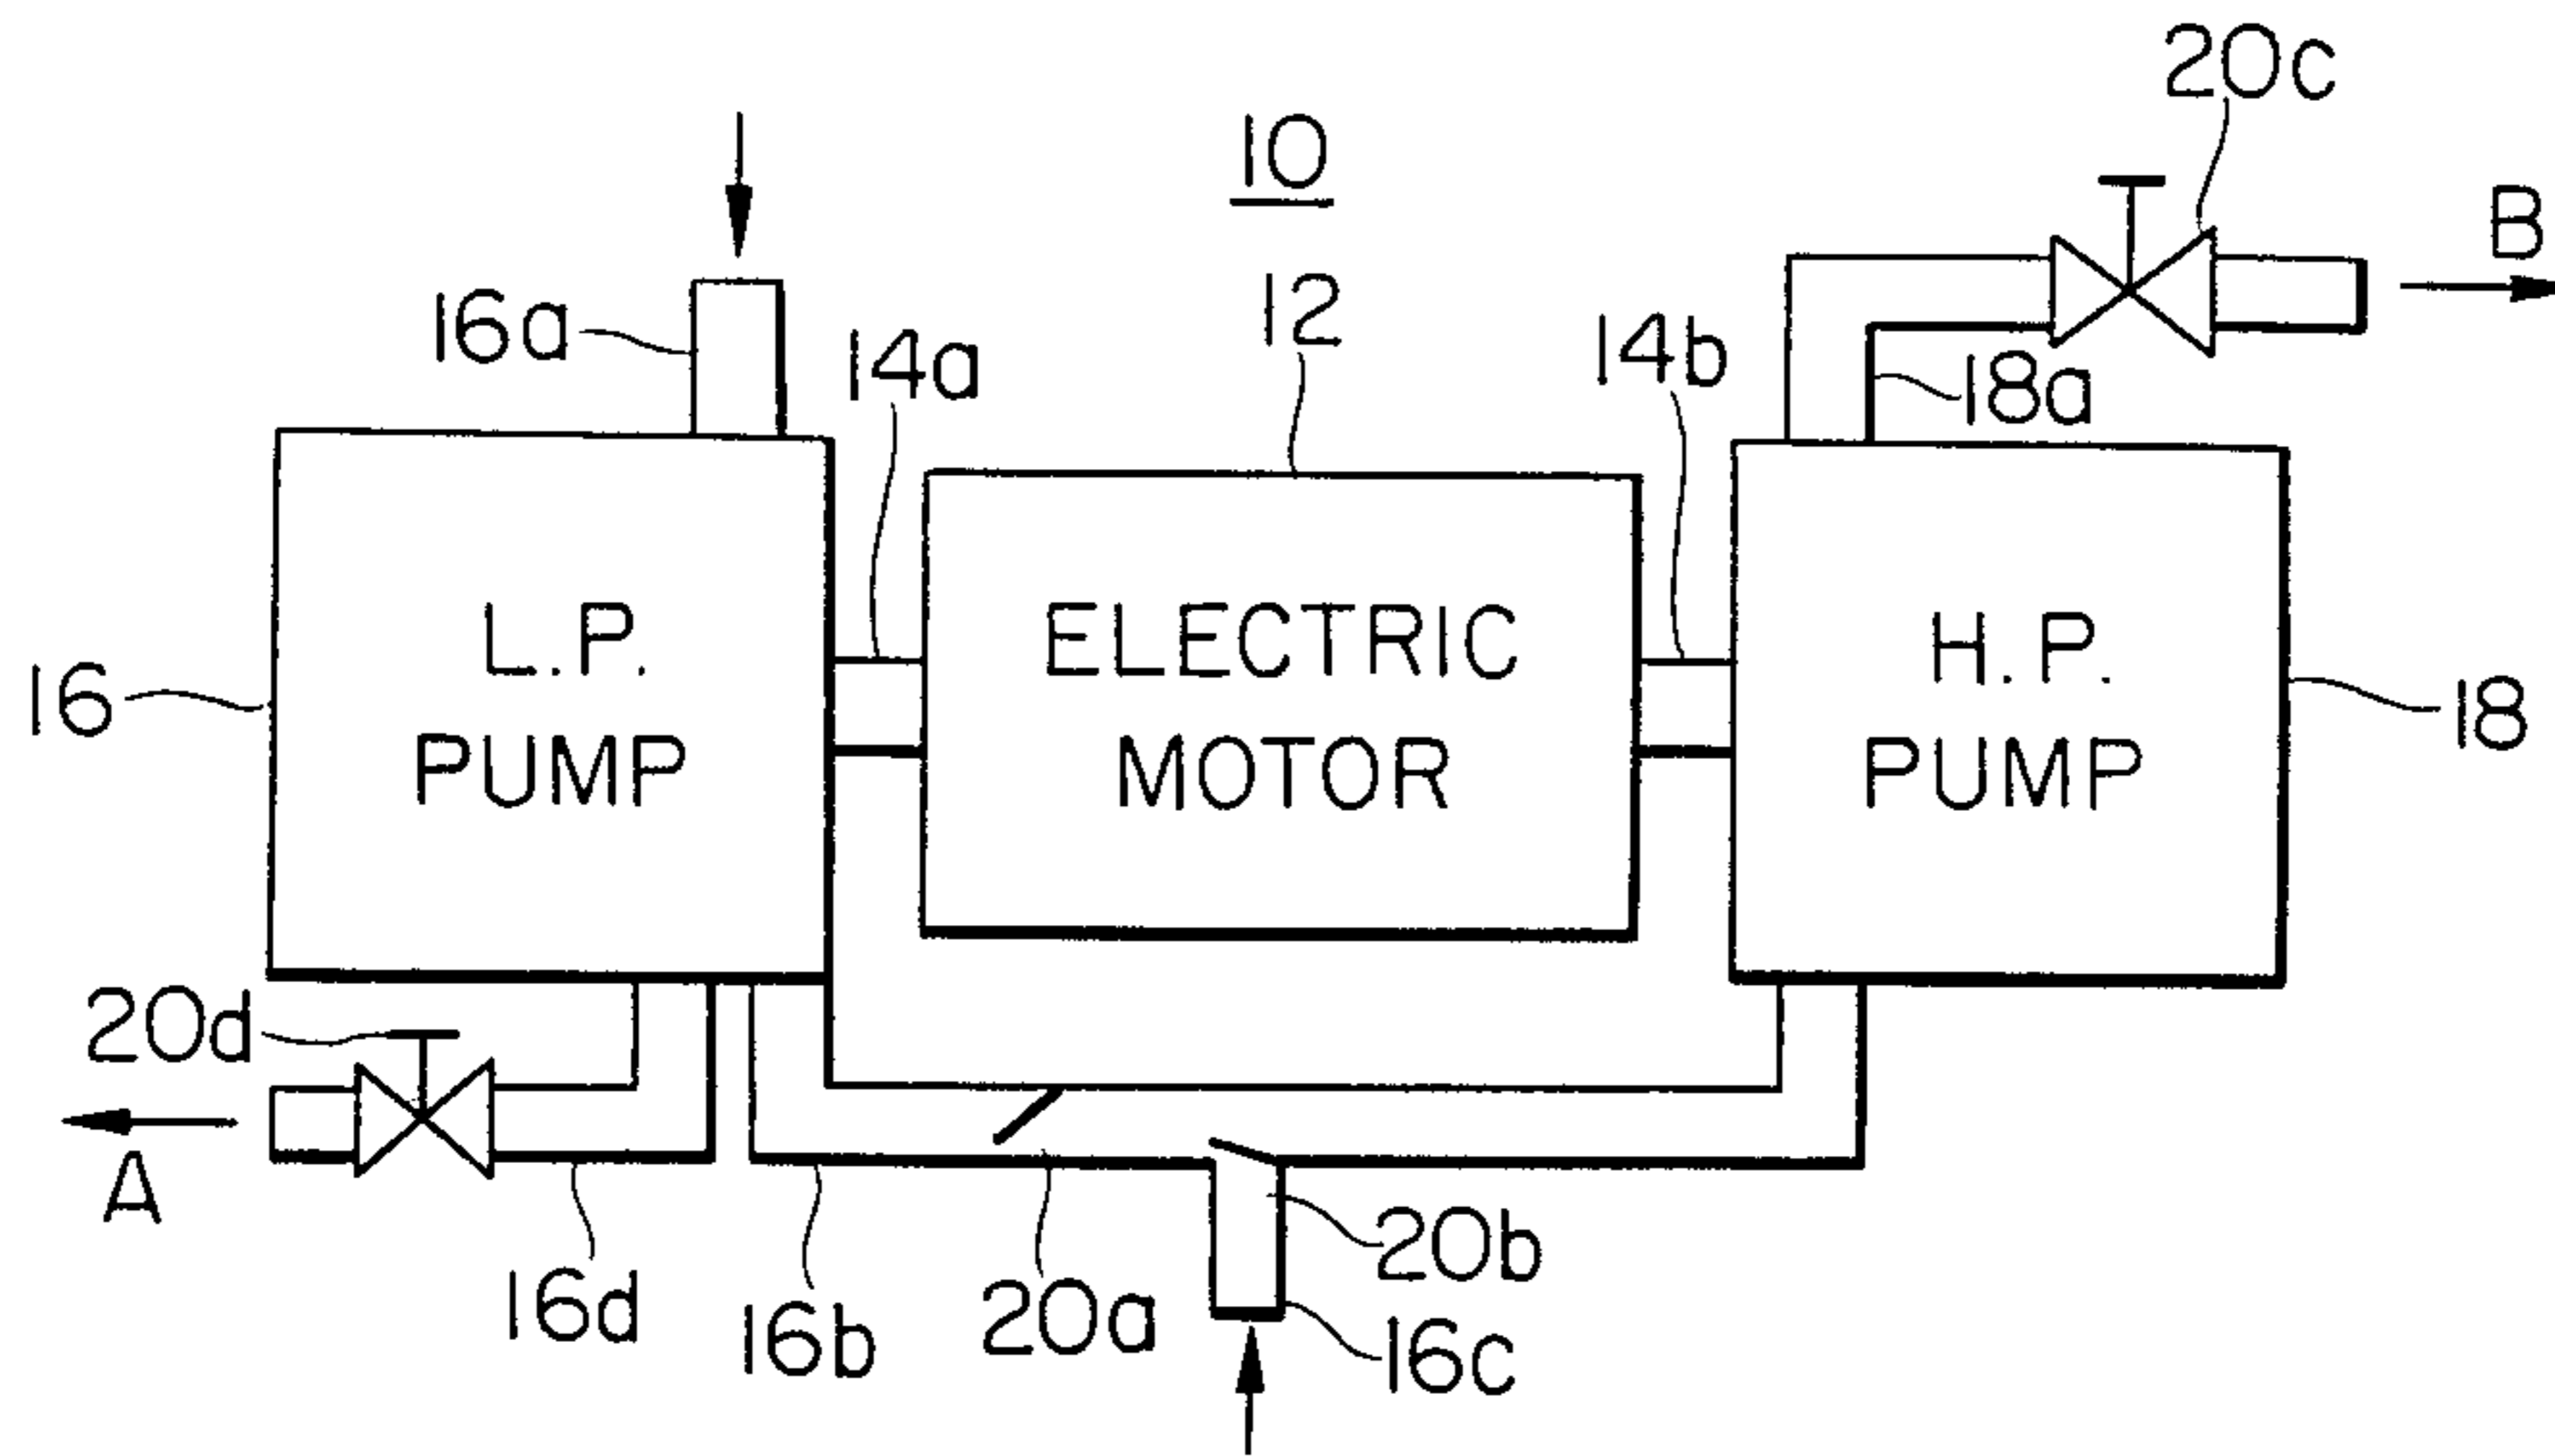 20c
10
B
16a
12
14a
14b
18a
L.P.
PUMP
ELECTRIC
MOTOR
H.P.
PUMP
16
18
20d
A
16d
16b
20a
20b
16c